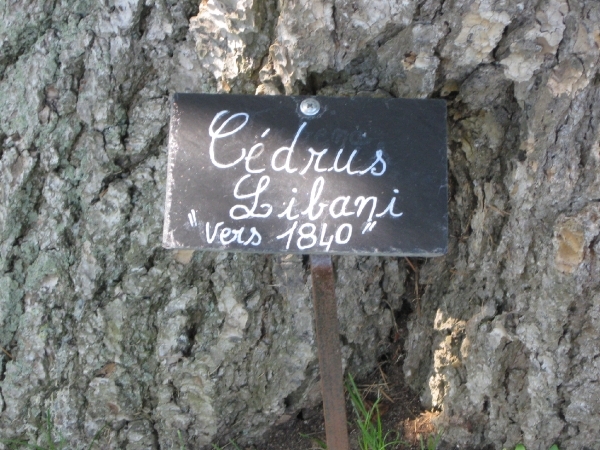 Cédrus
Libani
"vers 1840"